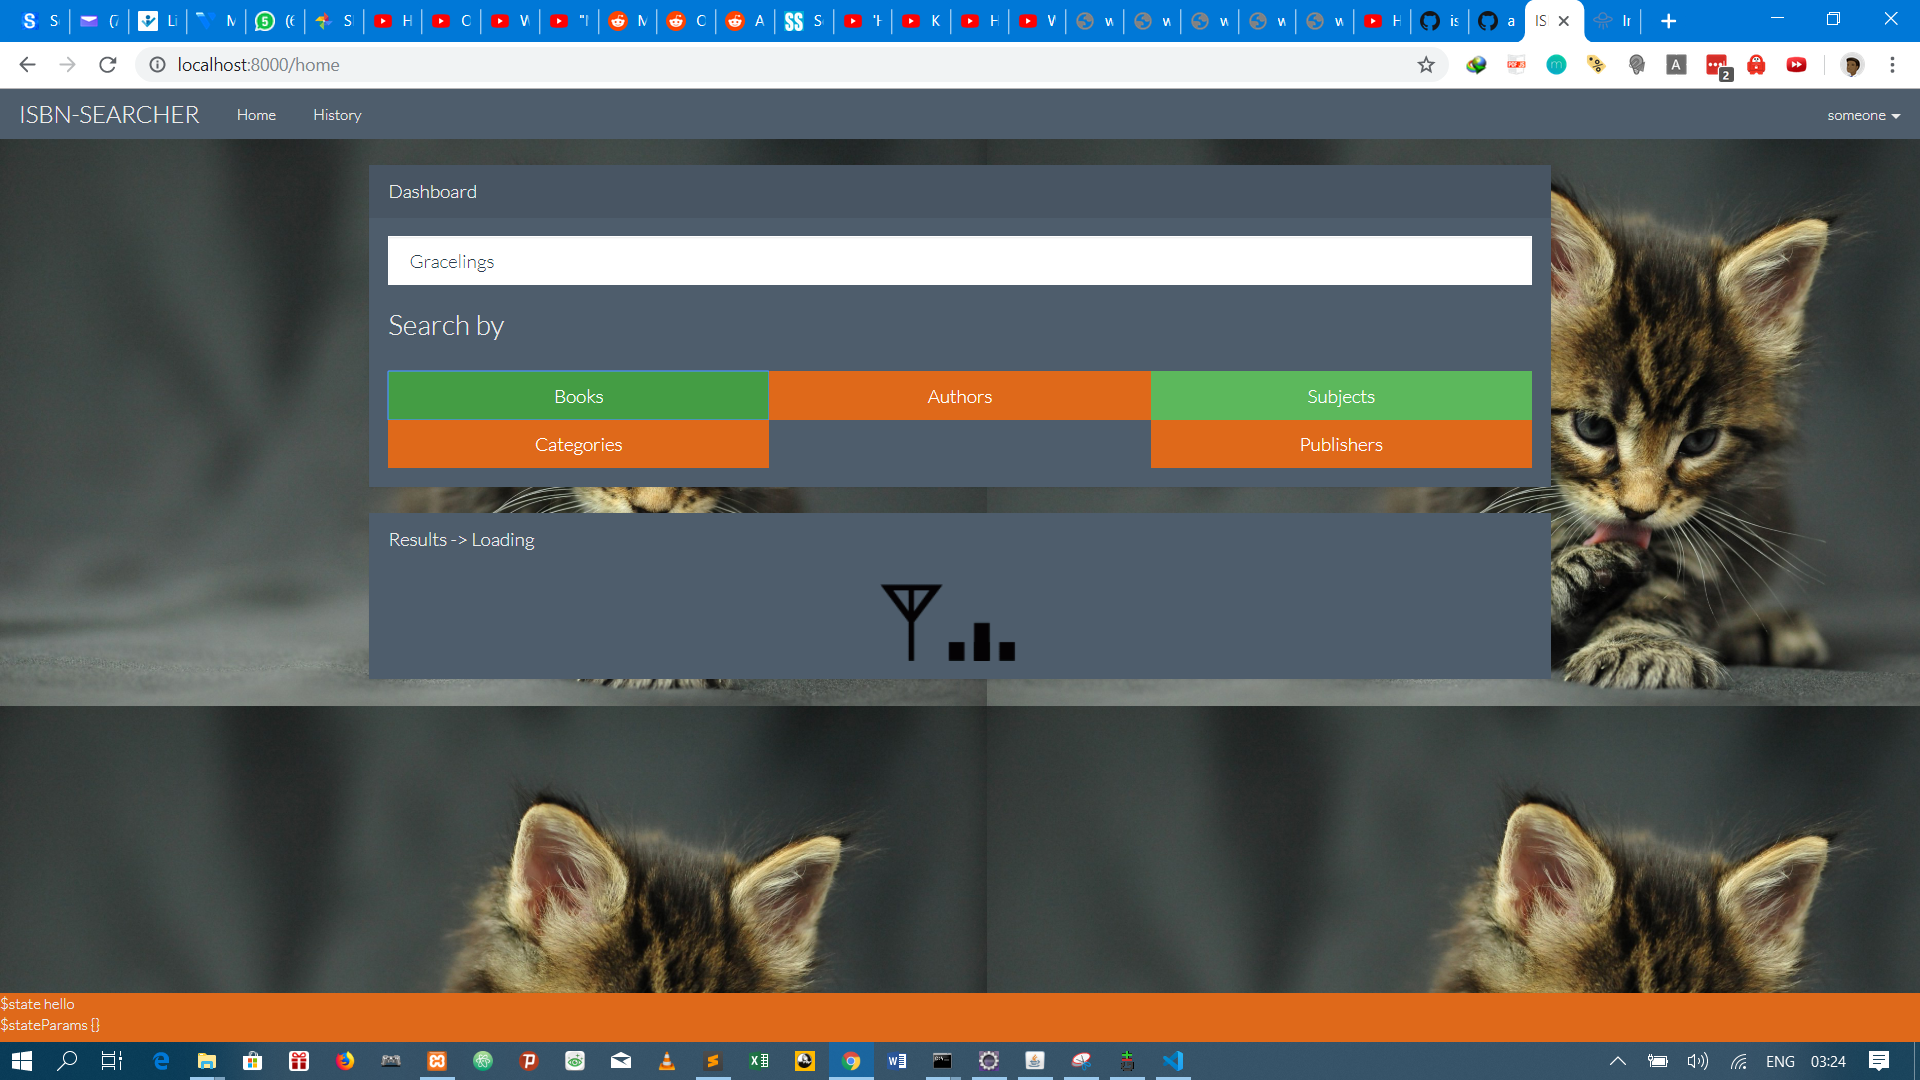 localhost:8000/home
2
ISBN-SEARCHER Home History someone
Dashboard
Gracelings
Search by
Books Authors Subjects
Categories Publishers
Results -> Loading
$state hello
$stateParams {}
ENG 03:24